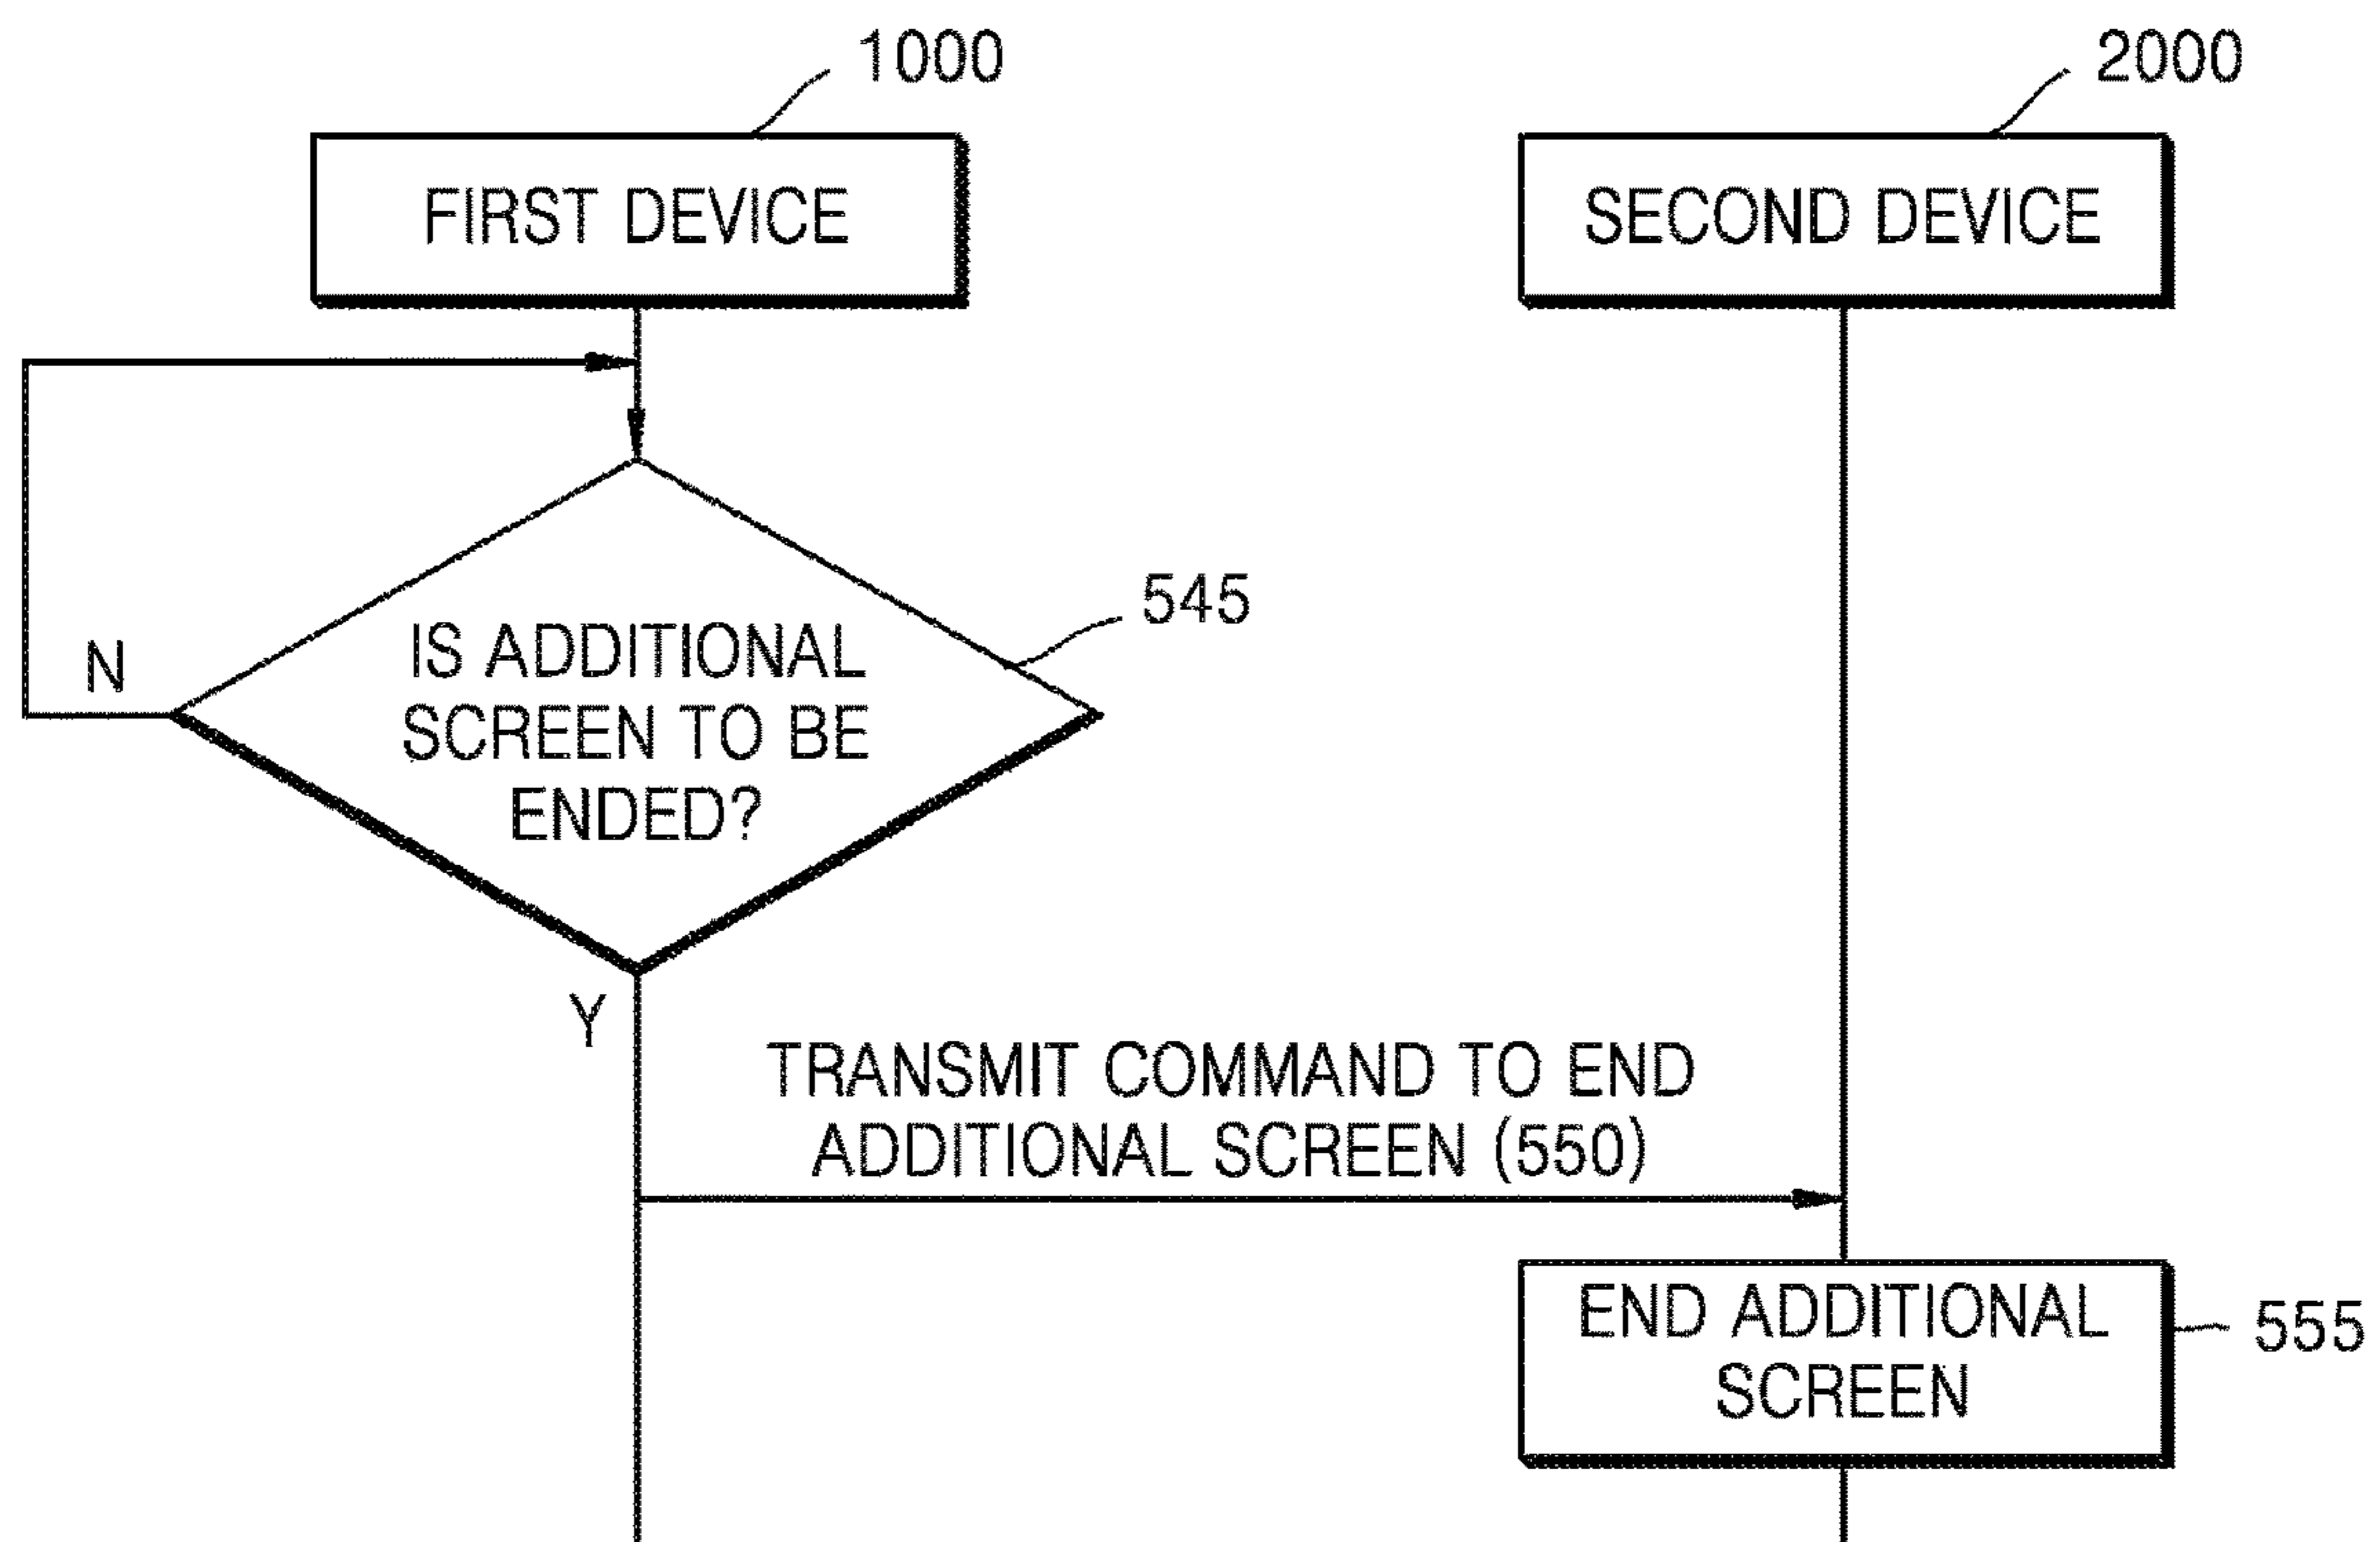 1000
2000
FIRST DEVICE
SECOND DEVICE
545
IS ADDITIONAL
SCREEN TO BE
ENDED?
N
Y
TRANSMIT COMMAND TO END
ADDITIONAL SCREEN (550)
END ADDITIONAL
SCREEN
555